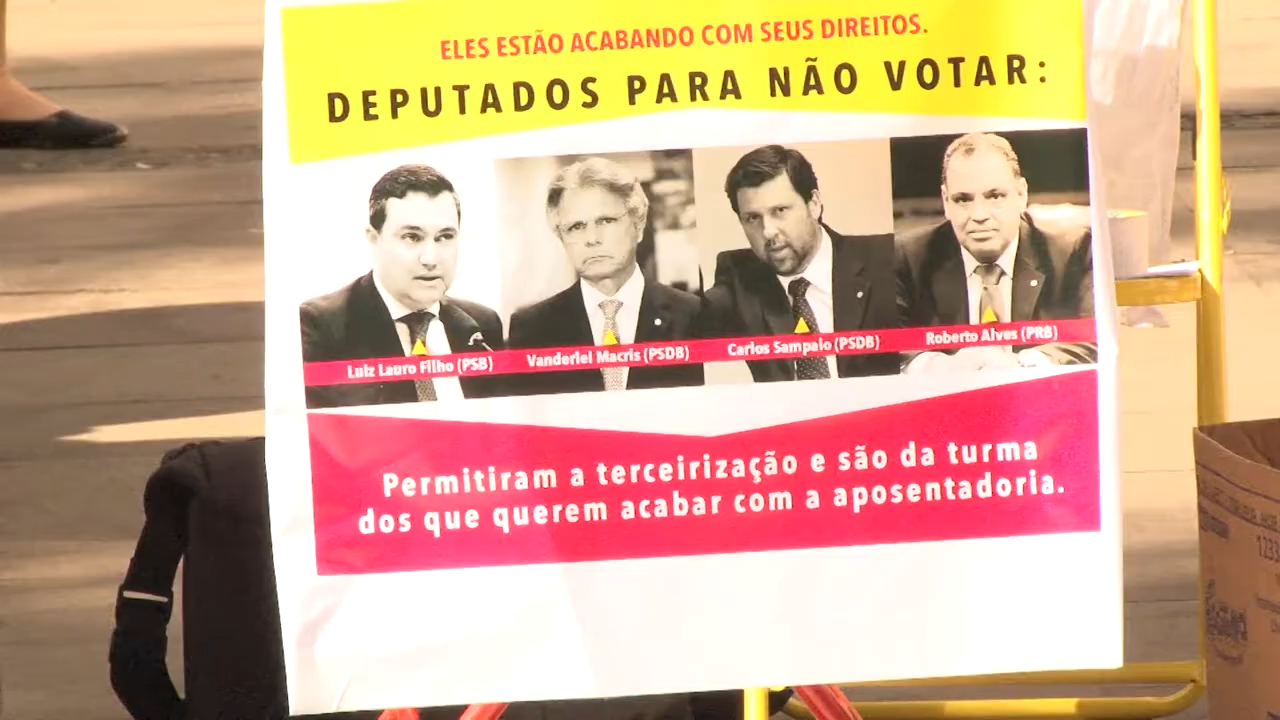 ELES ESTÃO ACABANDO COM SEUS DIREITOS.
DEPUTADOS PARA NÃO VOTAR:
Luiz Lauro Filho (PSB)
Vanderlei Macris (PSDB)
Carlos Sampaio (PSDB)
Roberto Alves (PRB)
Permitiram a terceirização e são da turma
dos que querem acabar com a aposentadoria.